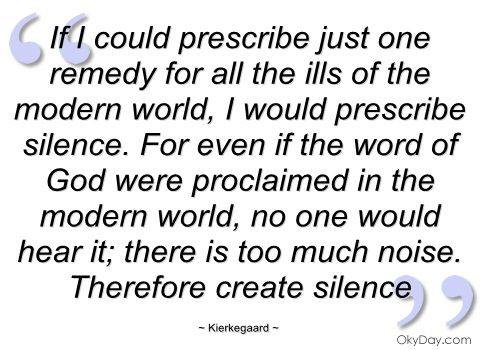 If I could prescribe just one
remedy for all the ills of the
modern world, I would prescribe
silence. For even if the word of
God were proclaimed in the
modern world, no one would
hear it; there is too much noise.
Therefore create silence
~ Kierkegaard ~
OkyDay.com